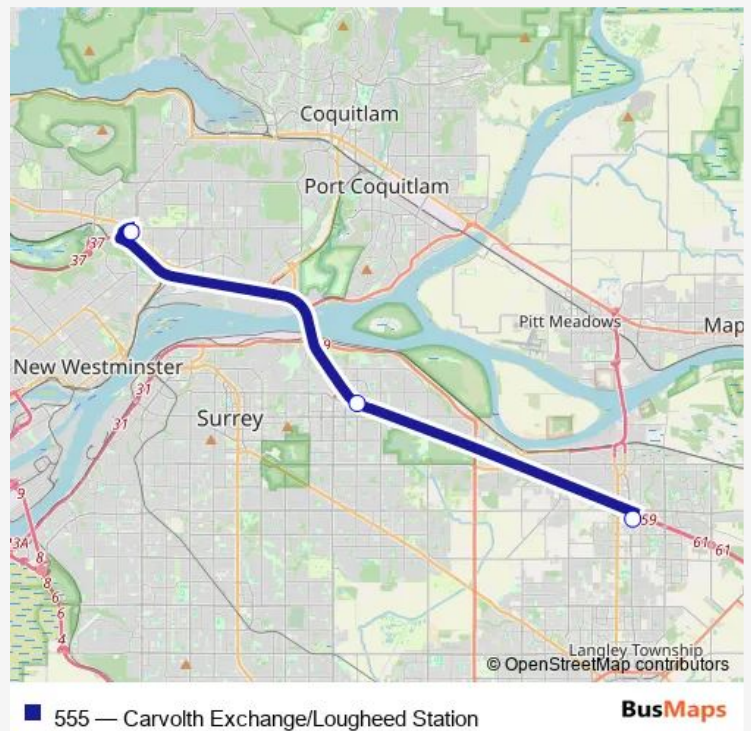 Coquitlam
Port Coquitlam
37
37
Pitt Meadows
Map
9
New Westminster
31
31
Surrey
9
59
61
61
3A
8
8
6
6
4
Langley Township
© OpenStreetMap contributors
555 — Carvolth Exchange/Lougheed Station
BusMaps